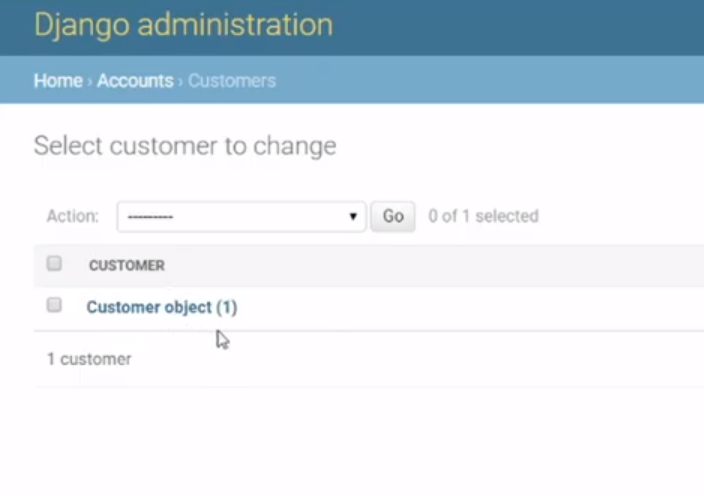 Django administration
Home › Accounts › Customers
Select customer to change
Action: --------- Go 0 of 1 selected
CUSTOMER
Customer object (1)
1 customer